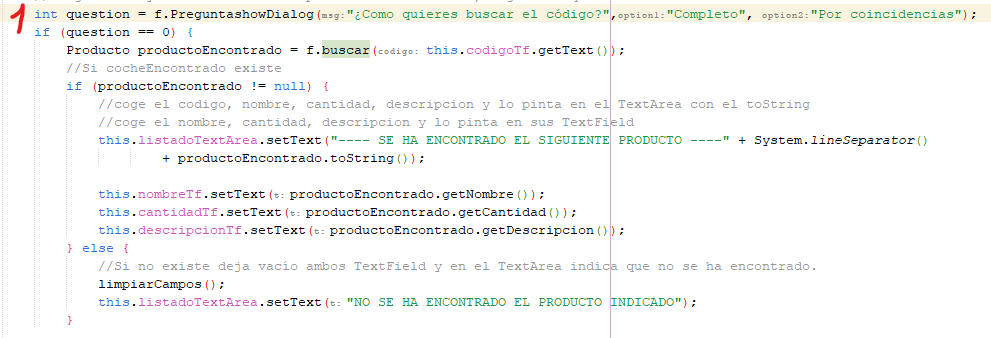 1 int question = f.PreguntashowDialog(msg:"¿Como quieres buscar el código?",option1:"Completo", option2:"Por coincidencias");
if (question == 0) {
Producto productoEncontrado = f.buscar(codigo: this.codigoTf.getText());
//Si cocheEncontrado existe
if (productoEncontrado != null) {
//coge el codigo, nombre, cantidad, descripcion y lo pinta en el TextArea con el toString
//coge el nombre, cantidad, descripcion y lo pinta en sus TextField
this.listadoTextArea.setText("---- SE HA ENCONTRADO EL SIGUIENTE PRODUCTO ----" + System.lineSeparator()
+ productoEncontrado.toString());
this.nombreTf.setText(t: productoEncontrado.getNombre());
this.cantidadTf.setText(t: productoEncontrado.getCantidad());
this.descripcionTf.setText(t: productoEncontrado.getDescripcion());
} else {
//Si no existe deja vacío ambos TextField y en el TextArea indica que no se ha encontrado.
limpiarCampos();
this.listadoTextArea.setText(t: "NO SE HA ENCONTRADO EL PRODUCTO INDICADO");
}